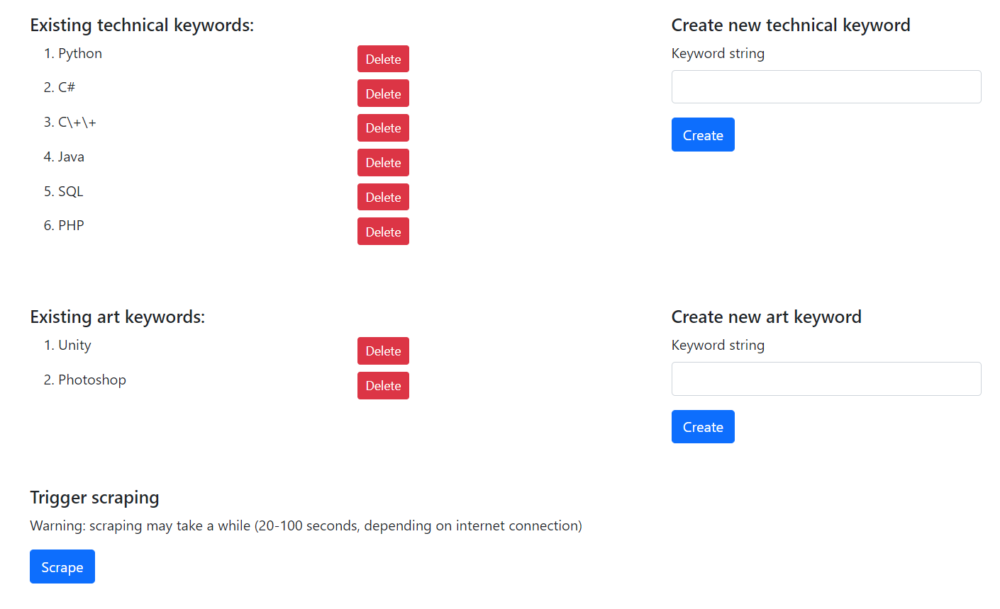 Existing technical keywords:
1. Python Delete
2. C# Delete
3. C\+\+ Delete
4. Java Delete
5. SQL Delete
6. PHP Delete
Create new technical keyword
Keyword string
Create
Existing art keywords:
1. Unity Delete
2. Photoshop Delete
Create new art keyword
Keyword string
Create
Trigger scraping
Warning: scraping may take a while (20-100 seconds, depending on internet connection)
Scrape